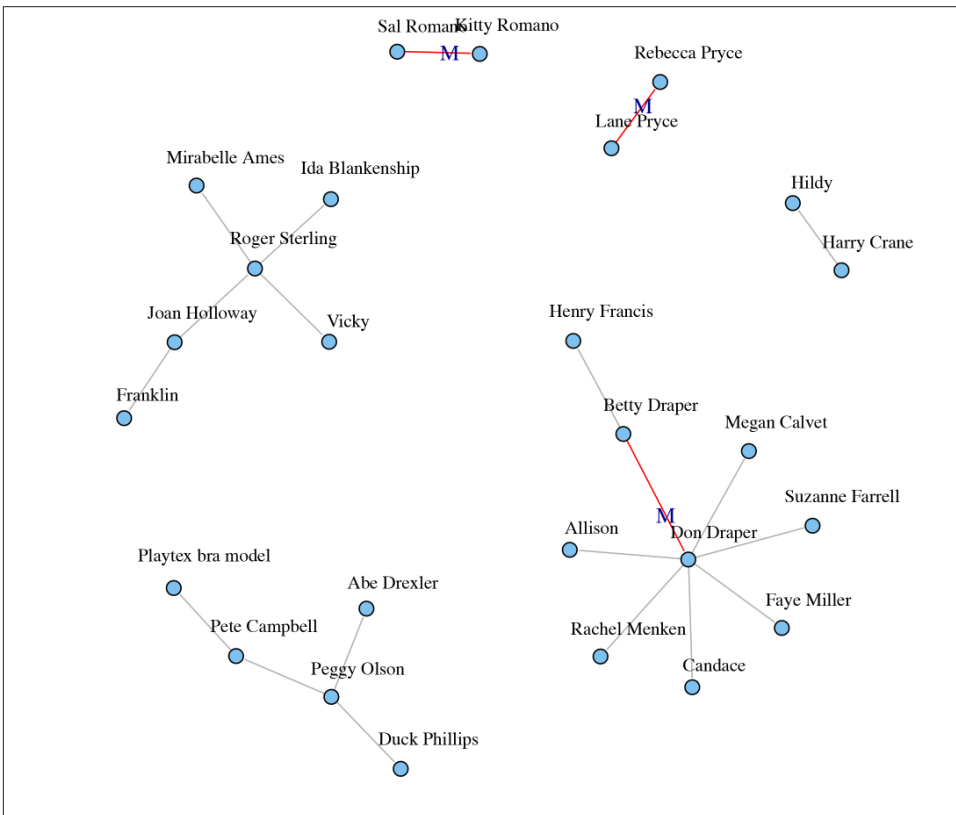 Sal Romano
Kitty Romano
M
Rebecca Pryce
M
Lane Pryce
Mirabelle Ames
Ida Blankenship
Hildy
Roger Sterling
Harry Crane
Joan Holloway
Vicky
Henry Francis
Franklin
Betty Draper
Megan Calvet
Suzanne Farrell
M
Allison
Don Draper
Playtex bra model
Abe Drexler
Faye Miller
Pete Campbell
Rachel Menken
Peggy Olson
Candace
Duck Phillips